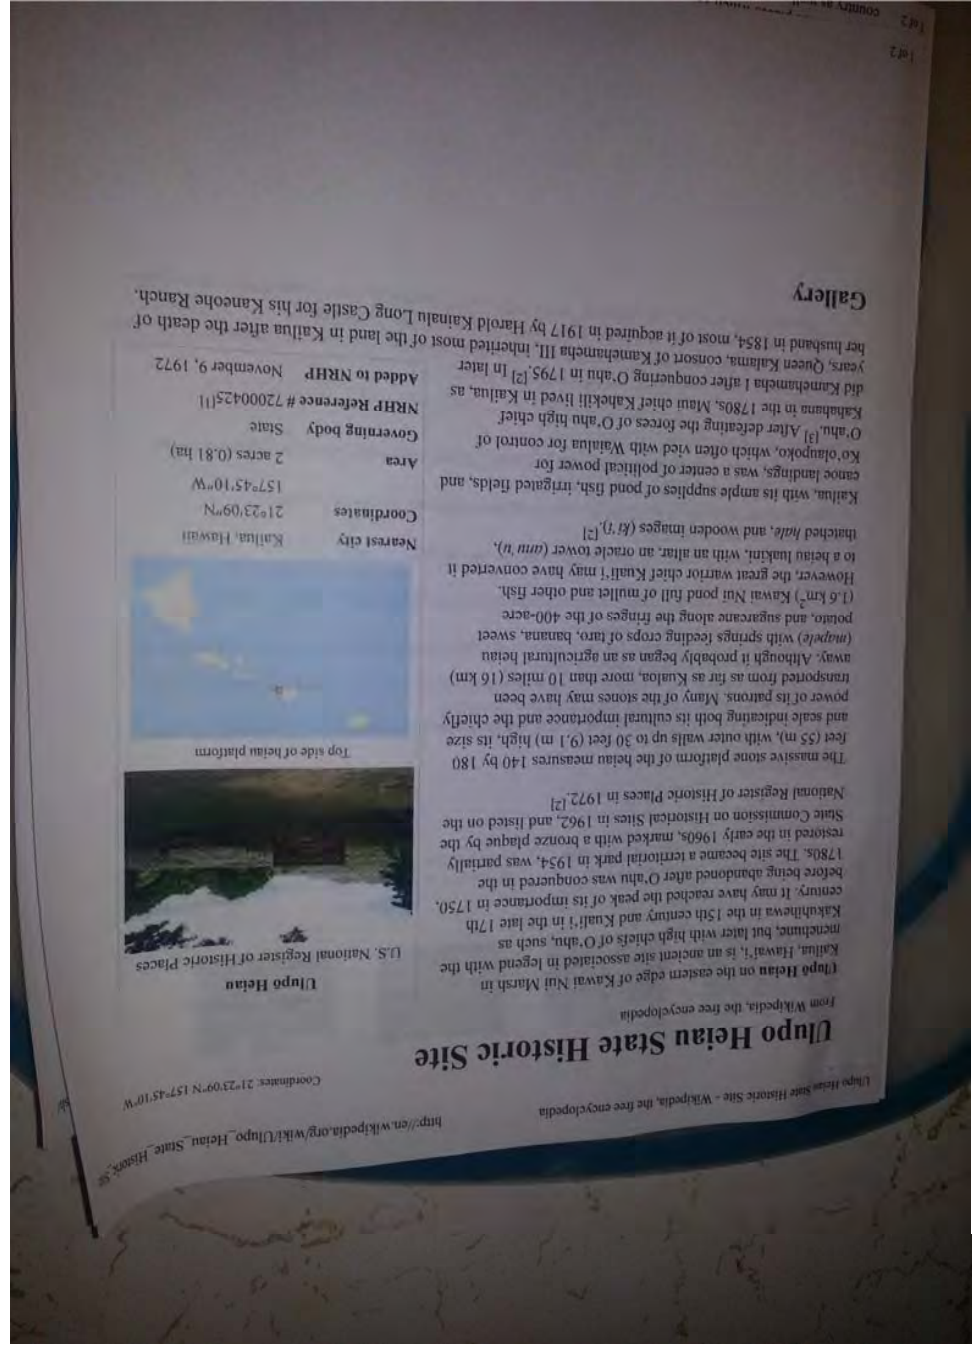 Ulupo Heiau State Historic Site - Wikipedia, the free encyclopedia
http://en.wikipedia.org/wiki/Ulupo_Heiau_State_Historic_Si
Coordinates: 21°23'09"N 157°45'10"W
Ulupo Heiau State Historic Site
From Wikipedia, the free encyclopedia
Ulupō Heiau on the eastern edge of Kawai Nui Marsh in
Kailua, Hawaiʻi, is an ancient site associated in legend with the
menehune, but later with high chiefs of Oʻahu, such as
Kakuhihewa in the 15th century and Kualiʻi in the late 17th
century. It may have reached the peak of its importance in 1750,
before being abandoned after Oʻahu was conquered in the
1780s. The site became a territorial park in 1954, was partially
restored in the early 1960s, marked with a bronze plaque by the
State Commission on Historical Sites in 1962, and listed on the
National Register of Historic Places in 1972.[2]
The massive stone platform of the heiau measures 140 by 180
feet (55 m), with outer walls up to 30 feet (9.1 m) high, its size
and scale indicating both its cultural importance and the chiefly
power of its patrons. Many of the stones may have been
transported from as far as Kualoa, more than 10 miles (16 km)
away. Although it probably began as an agricultural heiau
(mapele) with springs feeding crops of taro, banana, sweet
potato, and sugarcane along the fringes of the 400-acre
(1.6 km²) Kawai Nui pond full of mullet and other fish.
However, the great warrior chief Kualiʻi may have converted it
to a heiau luakini, with an altar, an oracle tower (anu ʻu),
thatched hale, and wooden images (ki ʻi).[2]
Kailua, with its ample supplies of pond fish, irrigated fields, and
canoe landings, was a center of political power for
Koʻolaupoko, which often vied with Waialua for control of
Oʻahu.[3] After defeating the forces of Oʻahu high chief
Kahahana in the 1780s, Maui chief Kahekili lived in Kailua, as
did Kamehameha I after conquering Oʻahu in 1795.[2] In later
years, Queen Kalama, consort of Kamehameha III, inherited most of the land in Kailua after the death of
her husband in 1854, most of it acquired in 1917 by Harold Kainalu Long Castle for his Kaneohe Ranch.
Gallery
Ulupō Heiau
U.S. National Register of Historic Places
Top side of heiau platform
Nearest city Kailua, Hawaii
Coordinates 21°23'09"N
157°45'10"W
Area 2 acres (0.81 ha)
Governing body State
NRHP Reference # 72000425[1]
Added to NRHP November 9, 1972
1 of 2
1 of 2
country as